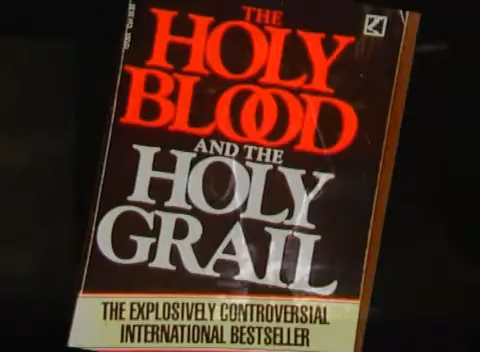 THE
HOLY
BLOOD
AND THE
HOLY
GRAIL
THE EXPLOSIVELY CONTROVERSIAL
INTERNATIONAL BESTSELLER